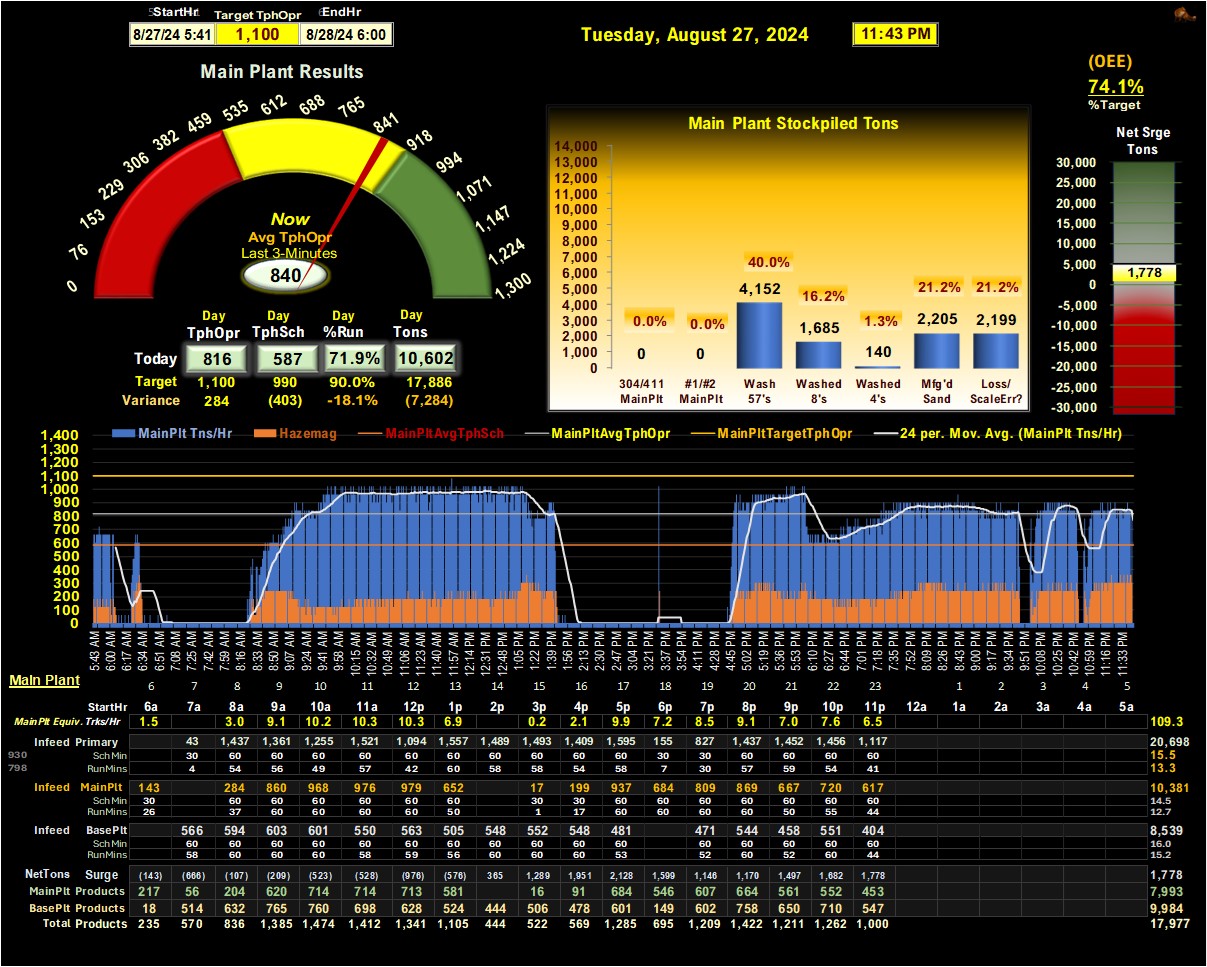 StartHr Target TphOpr EndHr
8/27/24 5:41 1,100 8/28/24 6:00
Tuesday, August 27, 2024 11:43 PM
(OEE)
74.1%
%Target
Main Plant Results
0 76 153 229 306 382 459 535 612 688 765 841 918 994 1,071 1,147 1,224 1,300
Now
Avg TphOpr
Last 3-Minutes
840
Day Day Day Day
TphOpr TphSch %Run Tons
Today 816 587 71.9% 10,602
Target 1,100 990 90.0% 17,886
Variance 284 (403) -18.1% (7,284)
Main Plant Stockpiled Tons
14,000
13,000
12,000
11,000
10,000
9,000
8,000
7,000
6,000
5,000
4,000
3,000
2,000
1,000
0
0.0% 0.0% 40.0% 16.2% 1.3% 21.2% 21.2%
0 0 4,152 1,685 140 2,205 2,199
304/411 #1/#2 Wash Washed Washed Mfg'd Loss/
MainPlt MainPlt 57's 8's 4's Sand ScaleErr?
Net Srge
Tons
30,000
25,000
20,000
15,000
10,000
5,000
1,778
0
-5,000
-10,000
-15,000
-20,000
-25,000
-30,000
MainPlt Tns/Hr Hazemag MainPltAvgTphSch MainPltAvgTphOpr MainPltTargetTphOpr 24 per. Mov. Avg. (MainPlt Tns/Hr)
1,400
1,300
1,200
1,100
1,000
900
800
700
600
500
400
300
200
100
0
5:43 AM 6:00 AM 6:17 AM 6:34 AM 6:51 AM 7:08 AM 7:25 AM 7:42 AM 7:59 AM 8:16 AM 8:33 AM 8:50 AM 9:07 AM 9:24 AM 9:41 AM 9:58 AM 10:15 AM 10:32 AM 10:49 AM 11:06 AM 11:23 AM 11:40 AM 11:57 AM 12:14 PM 12:31 PM 12:48 PM 1:05 PM 1:22 PM 1:39 PM 1:56 PM 2:13 PM 2:30 PM 2:47 PM 3:04 PM 3:21 PM 3:37 PM 3:54 PM 4:11 PM 4:28 PM 4:45 PM 5:02 PM 5:19 PM 5:36 PM 5:53 PM 6:10 PM 6:27 PM 6:44 PM 7:01 PM 7:18 PM 7:35 PM 7:52 PM 8:09 PM 8:26 PM 8:43 PM 9:00 PM 9:17 PM 9:34 PM 9:51 PM 10:08 PM 10:25 PM 10:42 PM 10:59 PM 11:16 PM 11:33 PM
Main Plant 6 7 8 9 10 11 12 13 14 15 16 17 18 19 20 21 22 23 1 2 3 4 5
StartHr 6a 7a 8a 9a 10a 11a 12p 1p 2p 3p 4p 5p 6p 7p 8p 9p 10p 11p 12a 1a 2a 3a 4a 5a
MainPlt Equiv. Trks/Hr 1.5 3.0 9.1 10.2 10.3 10.3 6.9 0.2 2.1 9.9 7.2 8.5 9.1 7.0 7.6 6.5 109.3
Infeed Primary 43 1,437 1,361 1,255 1,521 1,094 1,557 1,489 1,493 1,409 1,595 155 827 1,437 1,452 1,456 1,117 20,698
930 Sch Min 30 60 60 60 60 60 60 60 60 60 60 30 30 60 60 60 60 15.5
798 RunMins 4 54 56 49 57 42 60 58 58 54 58 7 30 57 59 54 41 13.3
Infeed MainPlt 143 284 860 968 976 979 652 17 199 937 684 809 869 667 720 617 10,381
Sch Min 30 60 60 60 60 60 60 30 30 60 60 60 60 60 60 60 14.5
RunMins 26 37 60 60 60 60 50 1 17 60 60 60 60 50 55 44 12.7
Infeed BasePlt 566 594 603 601 550 563 505 548 552 548 481 471 544 458 551 404 8,539
Sch Min 60 60 60 60 60 60 60 60 60 60 60 60 60 60 60 60 16.0
RunMins 58 60 60 60 58 59 56 60 60 60 53 52 60 52 60 44 15.2
NetTons Surge (143) (666) (107) (209) (523) (528) (976) (576) 365 1,289 1,951 2,128 1,599 1,146 1,170 1,497 1,682 1,778 1,778
MainPlt Products 217 56 204 620 714 714 713 581 16 91 684 546 607 664 561 552 453 7,993
BasePlt Products 18 514 632 765 760 698 628 524 444 506 478 601 149 602 758 650 710 547 9,984
Total Products 235 570 836 1,385 1,474 1,412 1,341 1,105 444 522 569 1,285 695 1,209 1,422 1,211 1,262 1,000 17,977